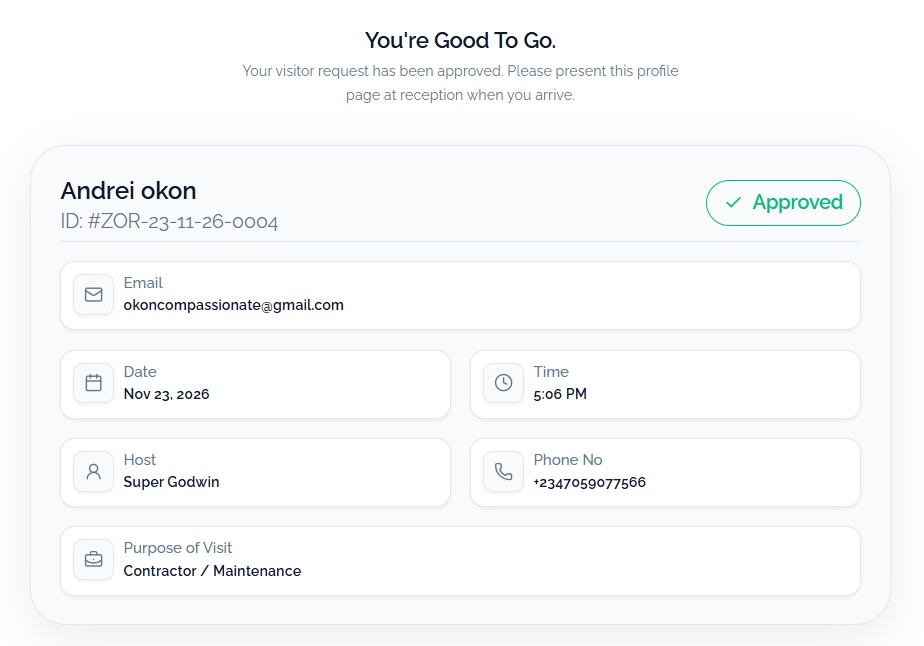 You're Good To Go.
Your visitor request has been approved. Please present this profile
page at reception when you arrive.
Andrei okon
ID: #ZOR-23-11-26-0004
Approved
Email
okoncompassionate@gmail.com
Date
Nov 23, 2026
Time
5:06 PM
Host
Super Godwin
Phone No
+2347059077566
Purpose of Visit
Contractor / Maintenance